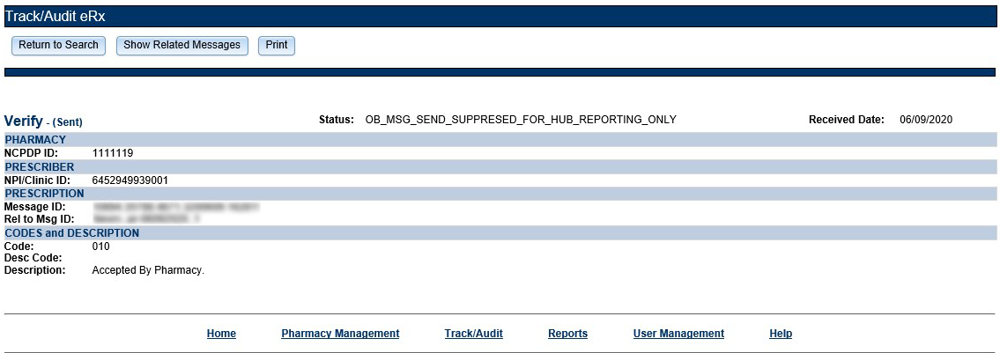 Track/Audit eRx
Return to Search Show Related Messages Print
Verify - (Sent) Status: OB_MSG_SEND_SUPPRESED_FOR_HUB_REPORTING_ONLY Received Date: 06/09/2020
PHARMACY
NCPDP ID: 1111119
PRESCRIBER
NPI/Clinic ID: 6452949939001
PRESCRIPTION
Message ID:
Rel to Msg ID:
CODES and DESCRIPTION
Code: 010
Desc Code:
Description: Accepted By Pharmacy.
Home Pharmacy Management Track/Audit Reports User Management Help